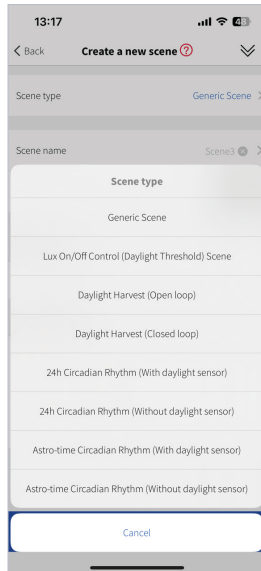 13:17
48
Back
Create a new scene ?
Scene type
Generic Scene
Scene name
Scene3
Scene type
Generic Scene
Lux On/Off Control (Daylight Threshold) Scene
Daylight Harvest (Open loop)
Daylight Harvest (Closed loop)
24h Circadian Rhythm (With daylight sensor)
24h Circadian Rhythm (Without daylight sensor)
Astro-time Circadian Rhythm (With daylight sensor)
Astro-time Circadian Rhythm (Without daylight sensor)
Cancel